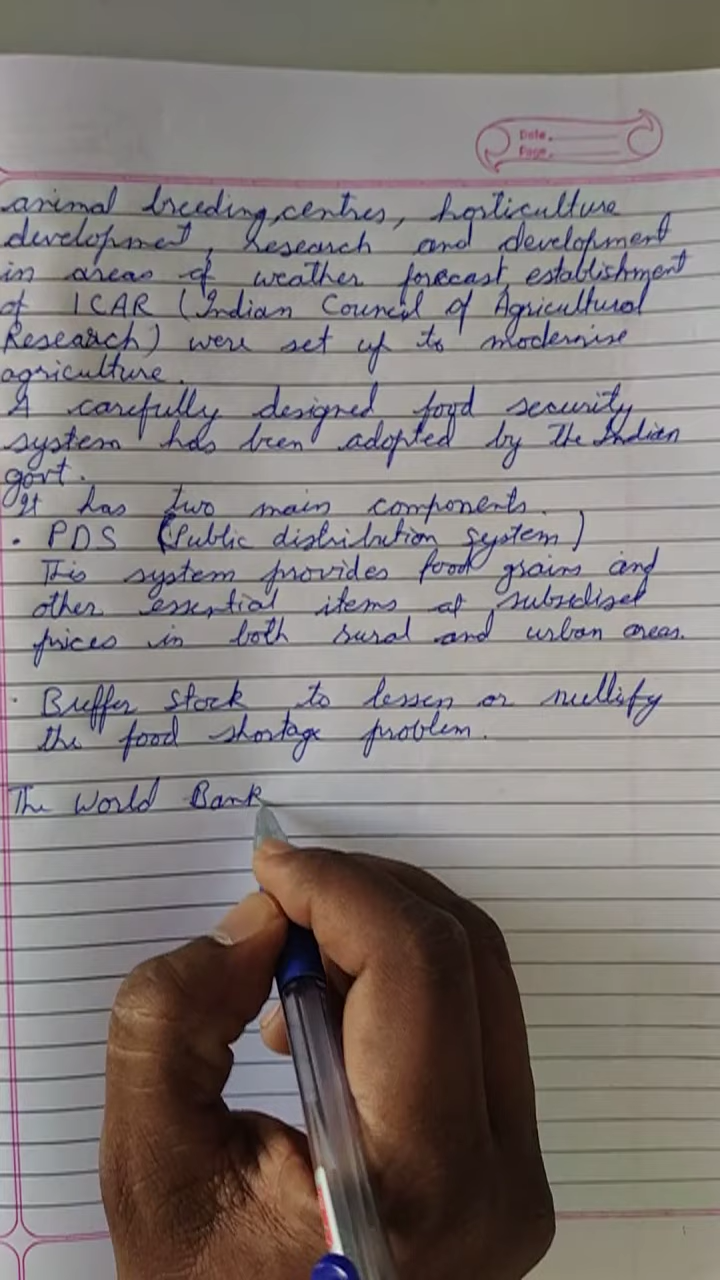 Date.
Page.
animal breeding, centres, horticulture
development, research and development
in areas of weather forecast, establishment
of ICAR (Indian Council of Agricultural
Research) were set up to modernise
agriculture.
A carefully designed food security
system has been adopted by the Indian
govt.
It has two main components.
• PDS (Public distribution system)
This system provides food grains and
other essential items at subsidised
prices in both rural and urban areas.
• Buffer stock to lessen or nullify
the food shortage problem.
The World Bank